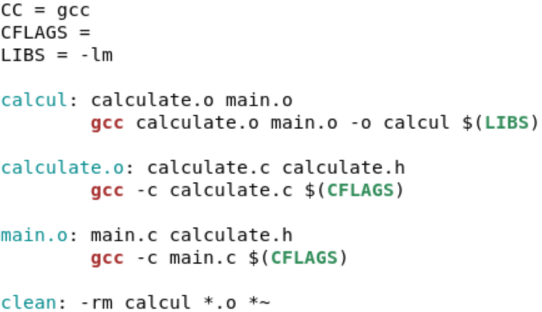 CC = gcc
CFLAGS =
LIBS = -lm
calcul: calculate.o main.o
gcc calculate.o main.o -o calcul $(LIBS)
calculate.o: calculate.c calculate.h
gcc -c calculate.c $(CFLAGS)
main.o: main.c calculate.h
gcc -c main.c $(CFLAGS)
clean: -rm calcul *.o *~